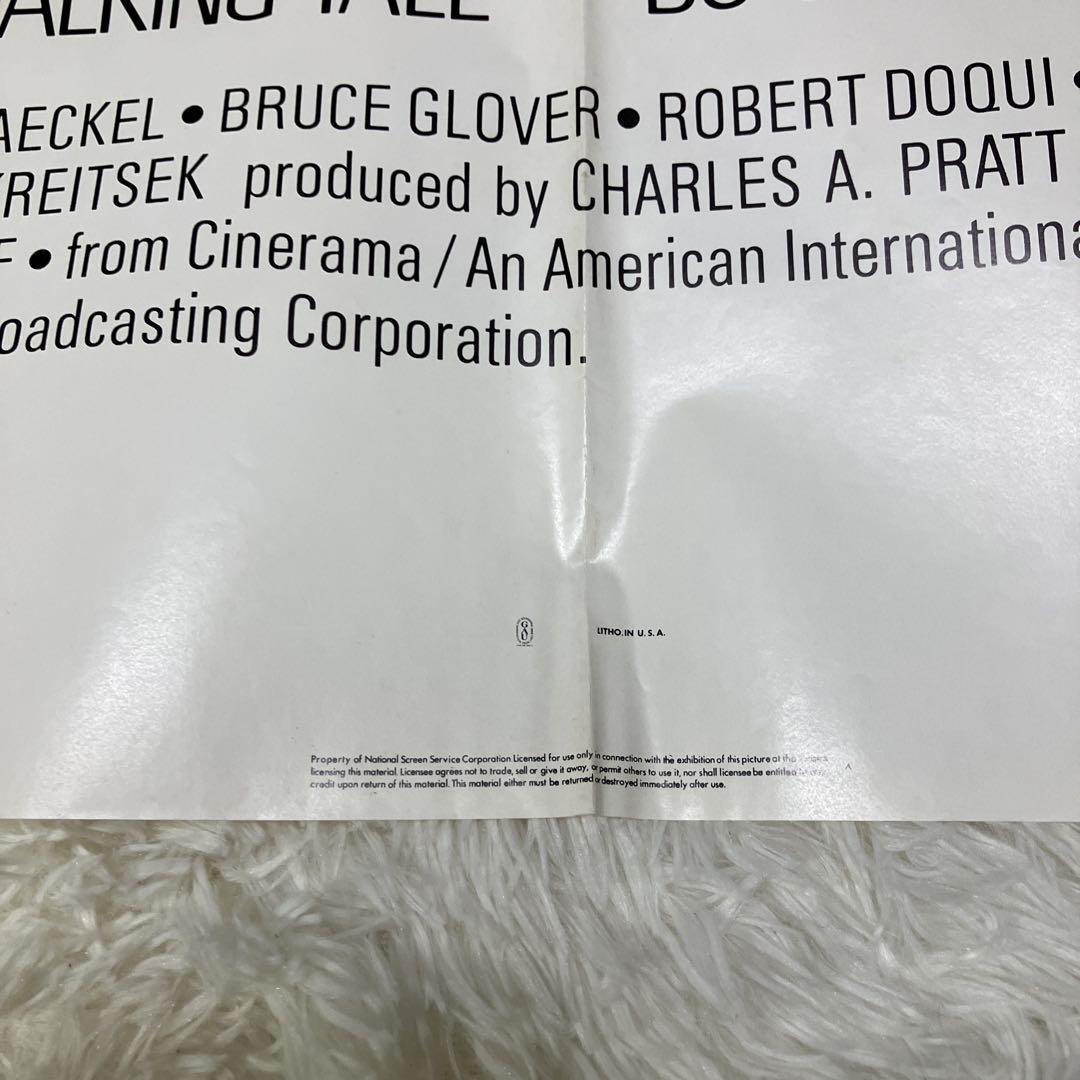 ALKING TALL
AECKEL • BRUCE GLOVER • ROBERT DOQUI •
KREITSEK produced by CHARLES A. PRATT
F • from Cinerama / An American Internationa
oadcasting Corporation.
LITHO. IN U.S.A.
Property of National Screen Service Corporation Licensed for use only in connection with the exhibition of this picture at the
licensing this material. Licensee agrees not to trade, sell or give it away, or permit others to use it, nor shall licensee be entitled
credit upon return of this material. This material either must be returned or destroyed immediately after use.